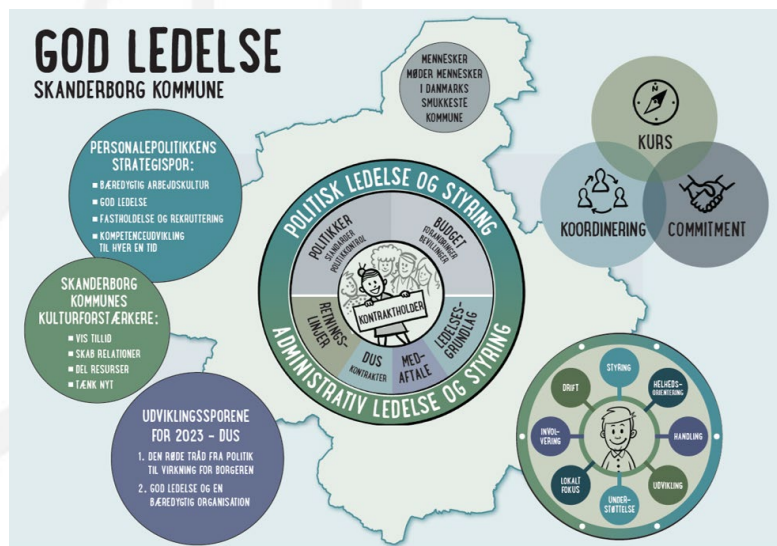 GOD LEDELSE
SKANDERBORG KOMMUNE
PERSONALEPOLITIKKENS
STRATEGISPOR:
■ BÆREDYGTIG ARBEJDSKULTUR
■ GOD LEDELSE
■ FASTHOLDELSE OG REKRUTTERING
■ KOMPETENCEUDVIKLING
TIL HVER EN TID
SKANDERBORG
KOMMUNES
KULTURFORSTÆRKERE:
■ VIS TILLID
■ SKAB RELATIONER
■ DEL RESURSER
■ TÆNK NYT
UDVIKLINGSSPORENE
FOR 2023 - DUS
1. DEN RØDE TRÅD FRA POLITIK
TIL VIRKNING FOR BORGEREN
2. GOD LEDELSE OG EN
BÆREDYGTIG ORGANISATION
MENNESKER
MØDER MENNESKER
I DANMARKS
SMUKKESTE
KOMMUNE
POLITISK LEDELSE OG STYRING
POLITIKKER
STANDARDER
POLITIKKONTROL
BUDGET
FORANDRINGER
BEVILLINGER
KONTRAKTHOLDER
RETNINGS-
LINJER
DUS
KONTRAKTER
MED-
AFTALE
LEDELSES-
GRUNDLAG
ADMINISTRATIV LEDELSE OG STYRING
N
KURS
KOORDINERING
COMMITMENT
STYRING
HELHEDS-
ORIENTERING
HANDLING
UDVIKLING
UNDER-
STØTTELSE
LOKALT
FOKUS
INVOL-
VERING
DRIFT